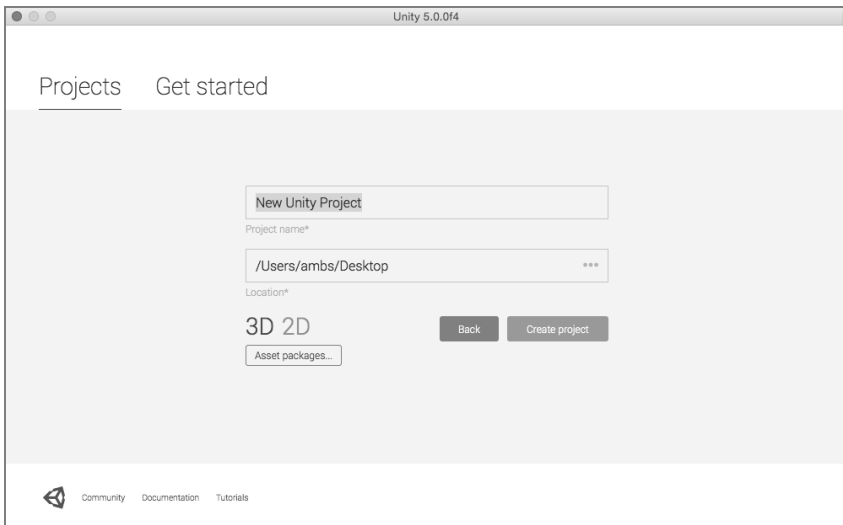 Unity 5.0.0f4
Projects Get started
New Unity Project
Project name*
/Users/ambs/Desktop •••
Location*
3D 2D Back Create project
Asset packages...
Community Documentation Tutorials